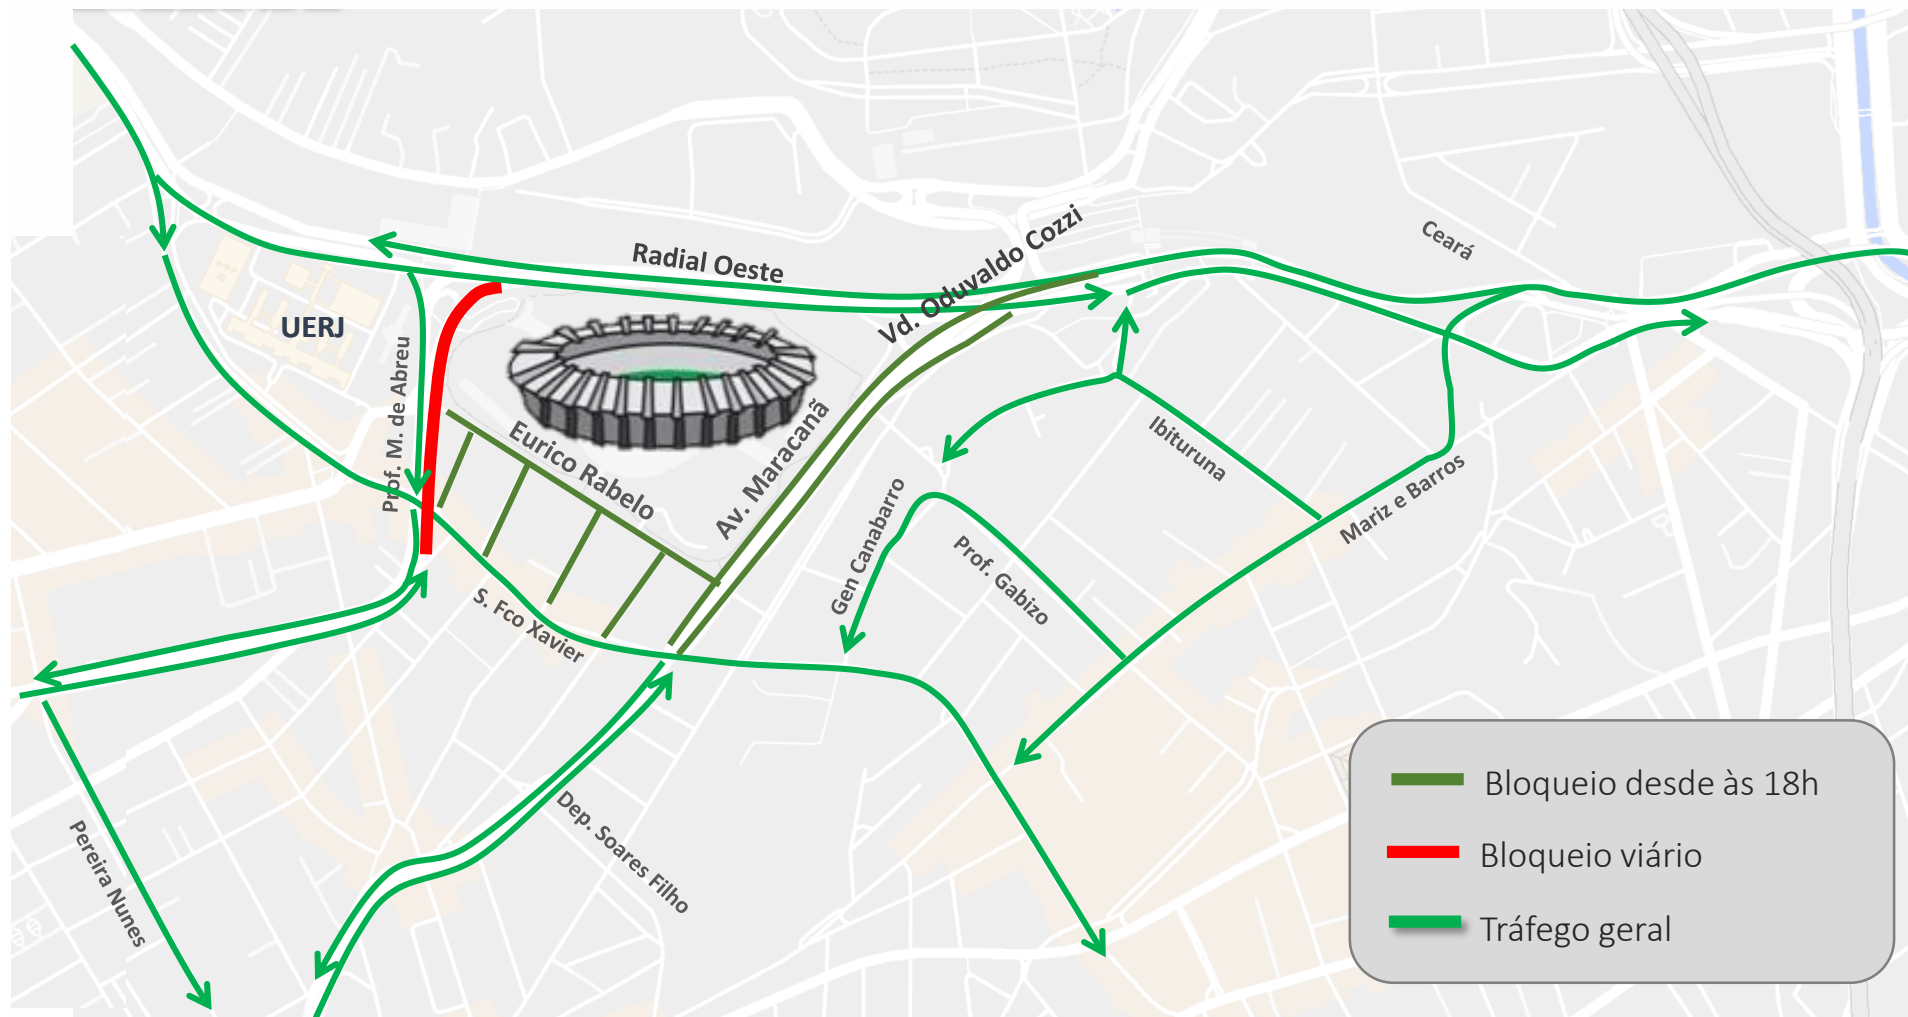 Ceará
Radial Oeste
Vd. Oduvaldo Cozzi
UERJ
Prof. M. de Abreu
Eurico Rabelo
Av. Maracanã
Ibituruna
Mariz e Barros
Gen Canabarro
Prof. Gabizo
S. Fco Xavier
Dep. Soares Filho
Pereira Nunes
Bloqueio desde às 18h
Bloqueio viário
Tráfego geral